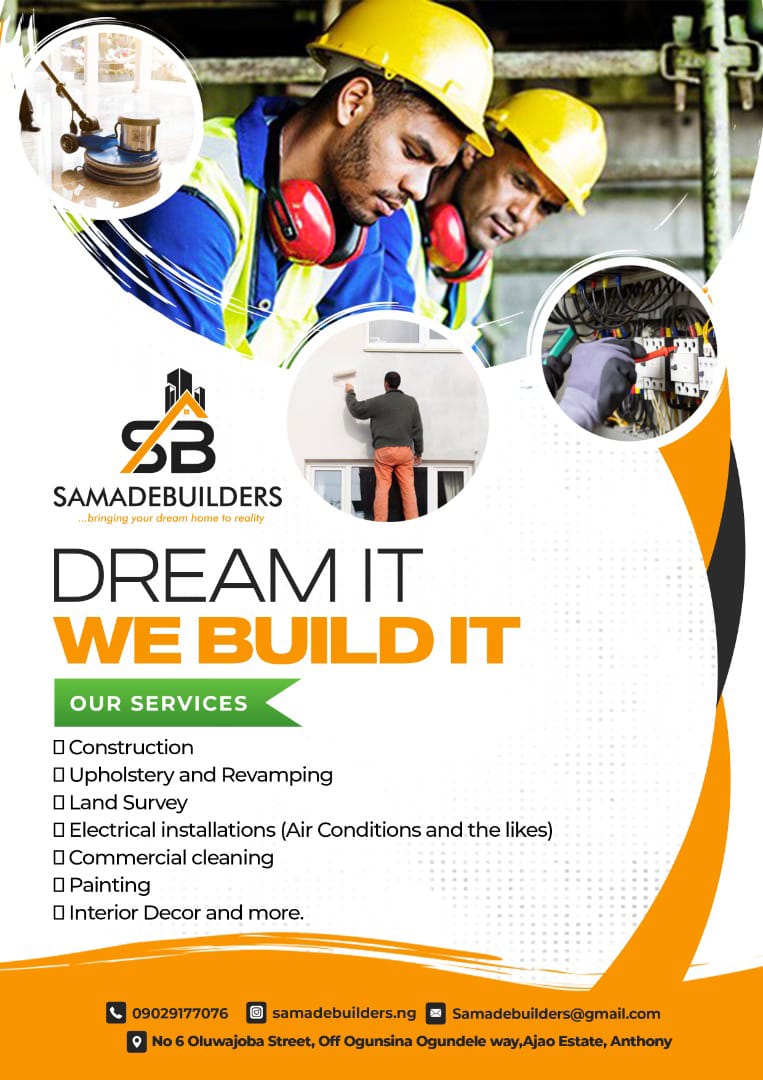 SB
SAMADEBUILDERS
...bringing your dream home to reality
DREAM IT
WE BUILD IT
OUR SERVICES
▯ Construction
▯ Upholstery and Revamping
▯ Land Survey
▯ Electrical installations (Air Conditions and the likes)
▯ Commercial cleaning
▯ Painting
▯ Interior Decor and more.
09029177076 samadebuilders.ng Samadebuilders@gmail.com
No 6 Oluwajoba Street, Off Ogunsina Ogundele way,Ajao Estate, Anthony